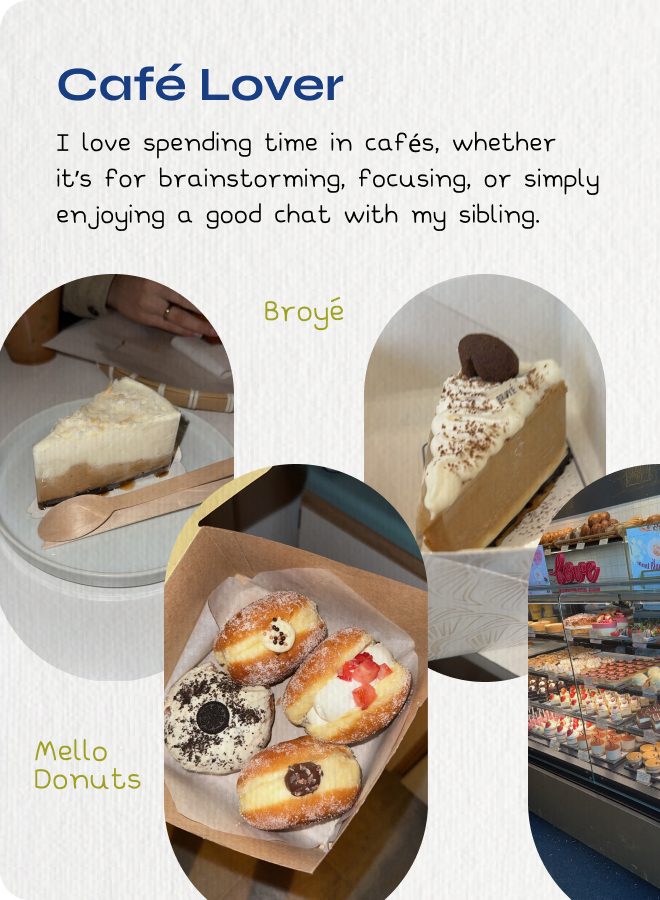 Café Lover
I love spending time in cafés, whether
it's for brainstorming, focusing, or simply
enjoying a good chat with my sibling.
Broyé
love
Mello
Donuts